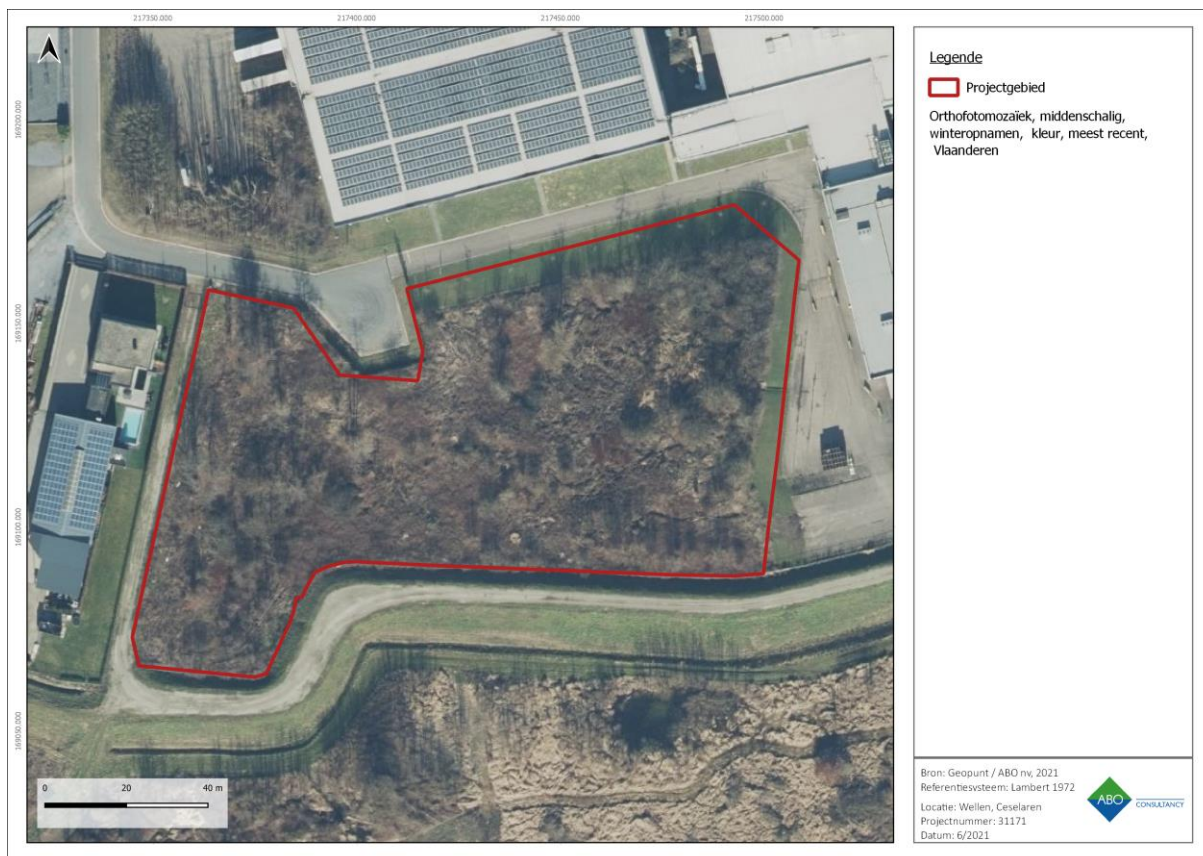 217350.000 217400.000 217450.000 217500.000
169200.000
169150.000
169100.000
169050.000
0 20 40 m
Legende
Projectgebied
Orthofotomozaïek, middenschalig,
winteropnamen, kleur, meest recent,
Vlaanderen
Bron: Geopunt / ABO nv, 2021
Referentiesysteem: Lambert 1972
Locatie: Wellen, Ceselaren
Projectnummer: 31171
Datum: 6/2021
ABO CONSULTANCY